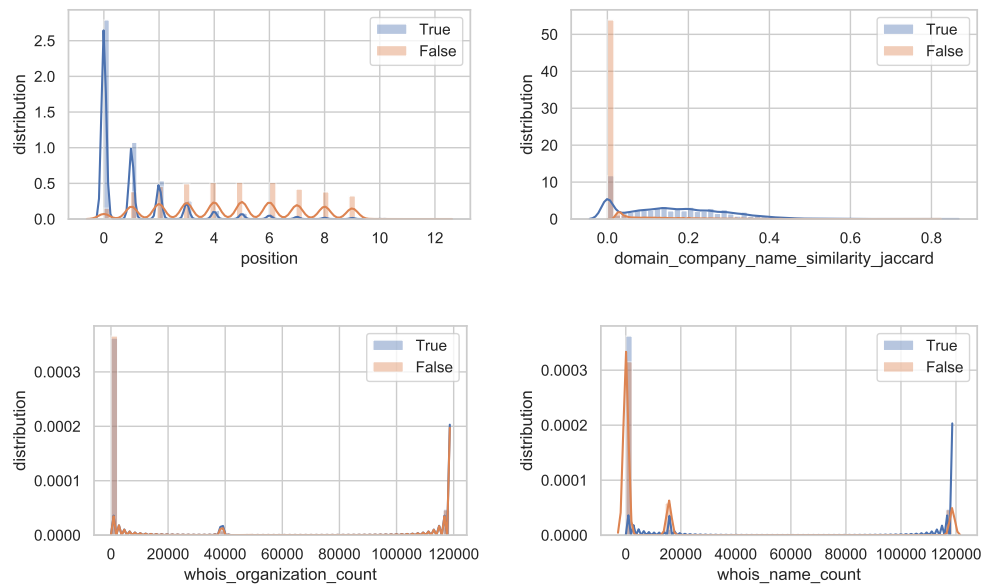 True
False
distribution
2.5
2.0
1.5
1.0
0.5
0.0
0
2
4
6
8
10
12
position
True
False
distribution
50
40
30
20
10
0
0.0
0.2
0.4
0.6
0.8
domain_company_name_similarity_jaccard
True
False
distribution
0.0003
0.0002
0.0001
0.0000
0
20000
40000
60000
80000
100000
120000
whois_organization_count
True
False
distribution
0.0003
0.0002
0.0001
0.0000
0
20000
40000
60000
80000
100000
120000
whois_name_count